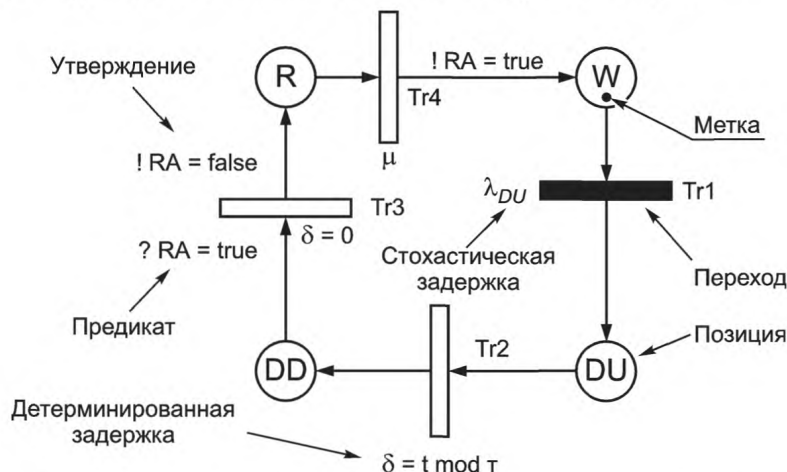 Утверждение
R
! RA = true
W
Tr4
Метка
μ
! RA = false
λDU
Tr1
Tr3
δ = 0
? RA = true
Стохастическая
задержка
Переход
Предикат
Tr2
Позиция
DD
DU
Детерминированная
задержка
δ = t mod τ